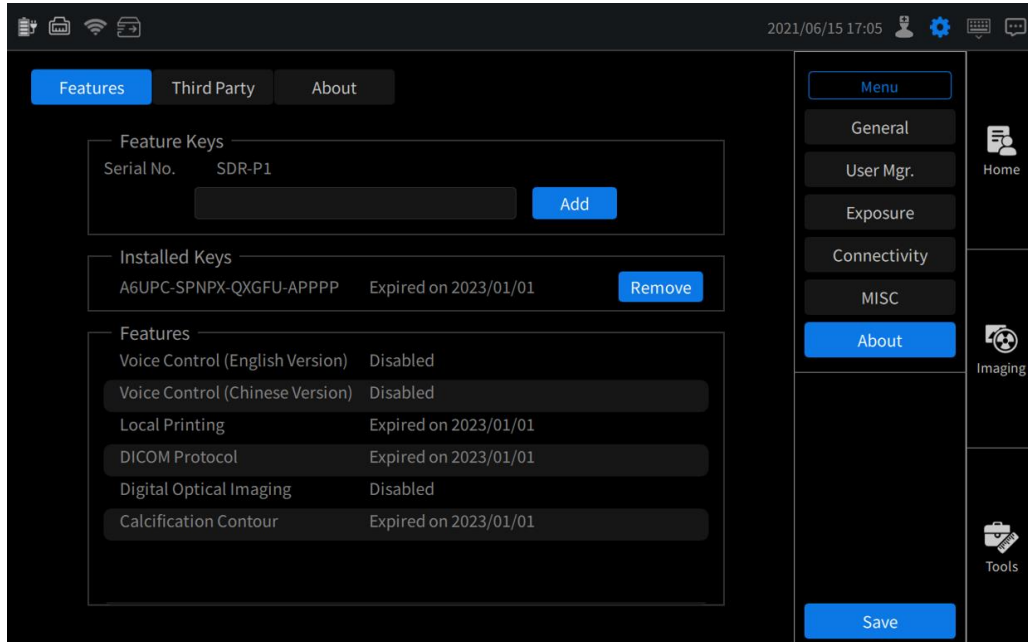 2021/06/15 17:05
Features Third Party About
Feature Keys
Serial No. SDR-P1
Add
Installed Keys
A6UPC-SPNPX-QXGFU-APPPP Expired on 2023/01/01 Remove
Features
Voice Control (English Version) Disabled
Voice Control (Chinese Version) Disabled
Local Printing Expired on 2023/01/01
DICOM Protocol Expired on 2023/01/01
Digital Optical Imaging Disabled
Calcification Contour Expired on 2023/01/01
Menu
General
User Mgr.
Exposure
Connectivity
MISC
About
Save
Home
Imaging
Tools